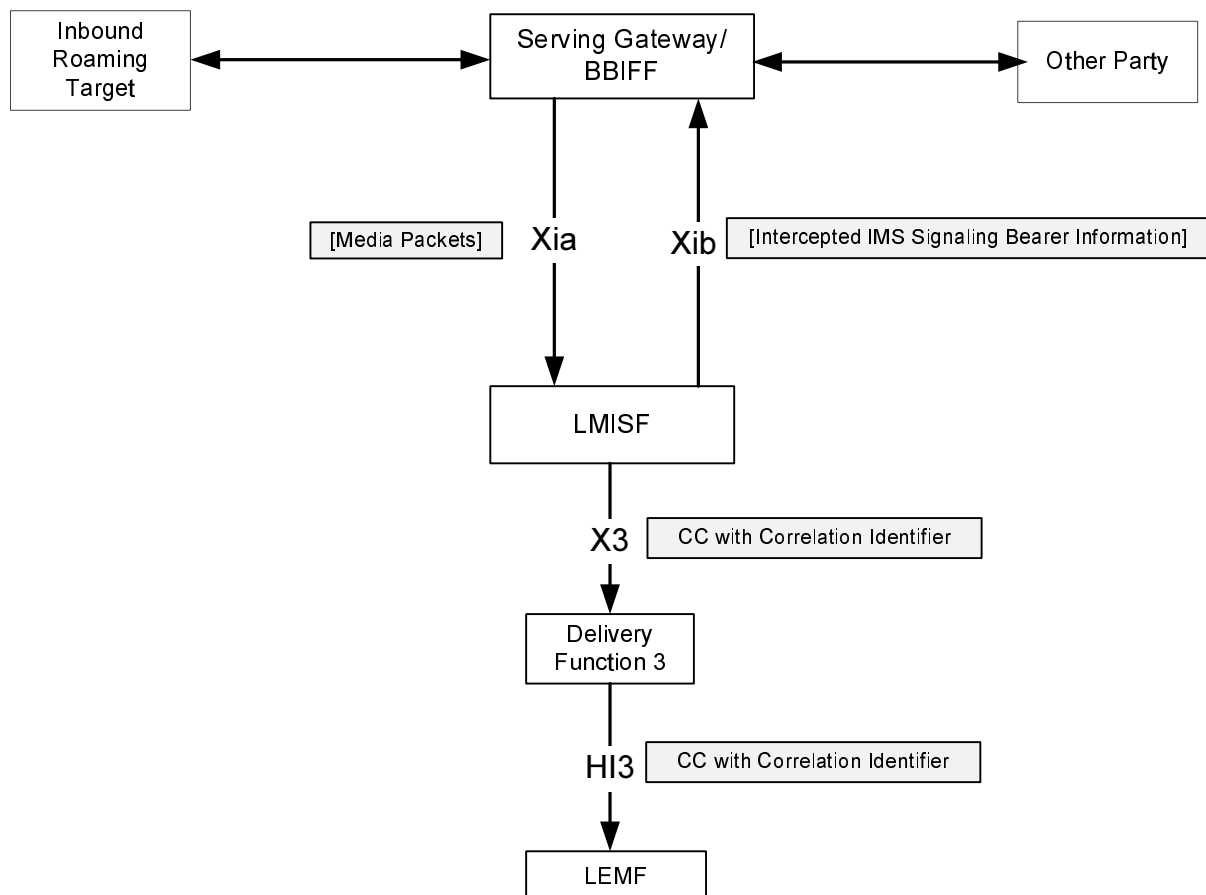 Inbound
Roaming
Target
Serving Gateway/
BBIFF
Other Party
[Media Packets]
Xia
Xib
[Intercepted IMS Signaling Bearer Information]
LMISF
X3
CC with Correlation Identifier
Delivery
Function 3
HI3
CC with Correlation Identifier
LEMF